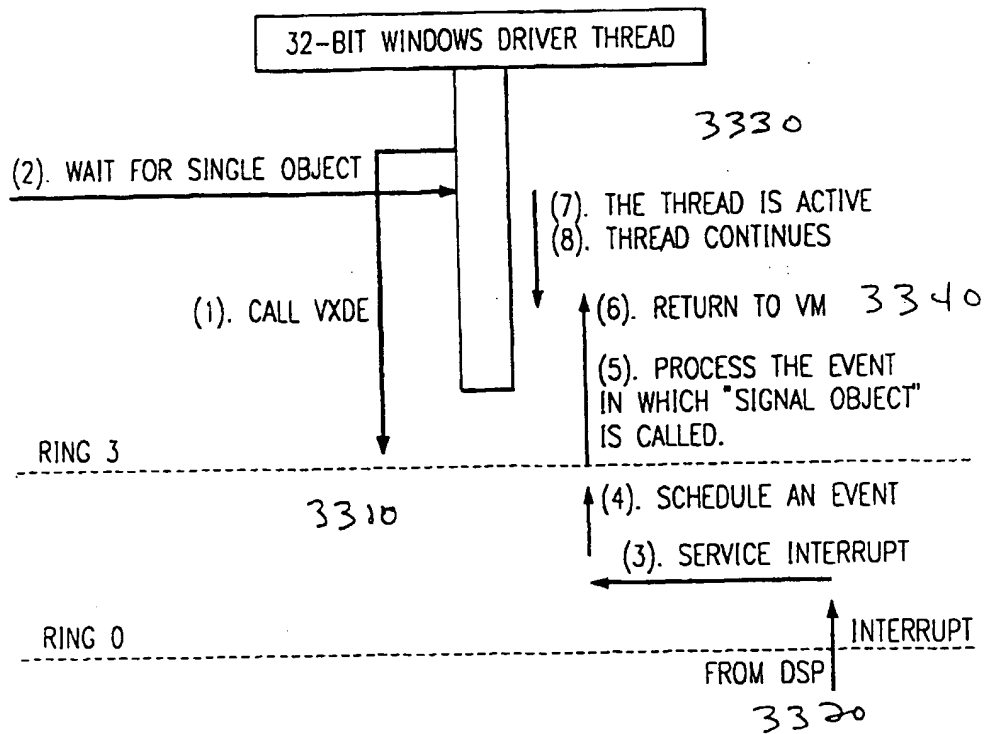 32-BIT WINDOWS DRIVER THREAD
3330
(2). WAIT FOR SINGLE OBJECT
(7). THE THREAD IS ACTIVE
(8). THREAD CONTINUES
(1). CALL VXDE
(6). RETURN TO VM 3340
(5). PROCESS THE EVENT
IN WHICH "SIGNAL OBJECT"
IS CALLED.
RING 3
3310
(4). SCHEDULE AN EVENT
(3). SERVICE INTERRUPT
RING 0
INTERRUPT
FROM DSP
3320